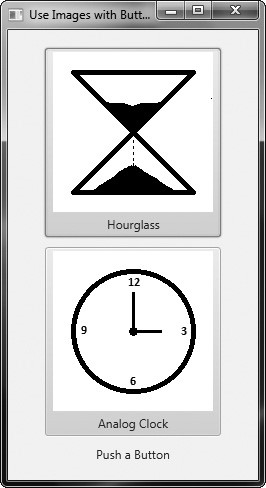 Use Images with Butt...
Hourglass
12
9
3
6
Analog Clock
Push a Button